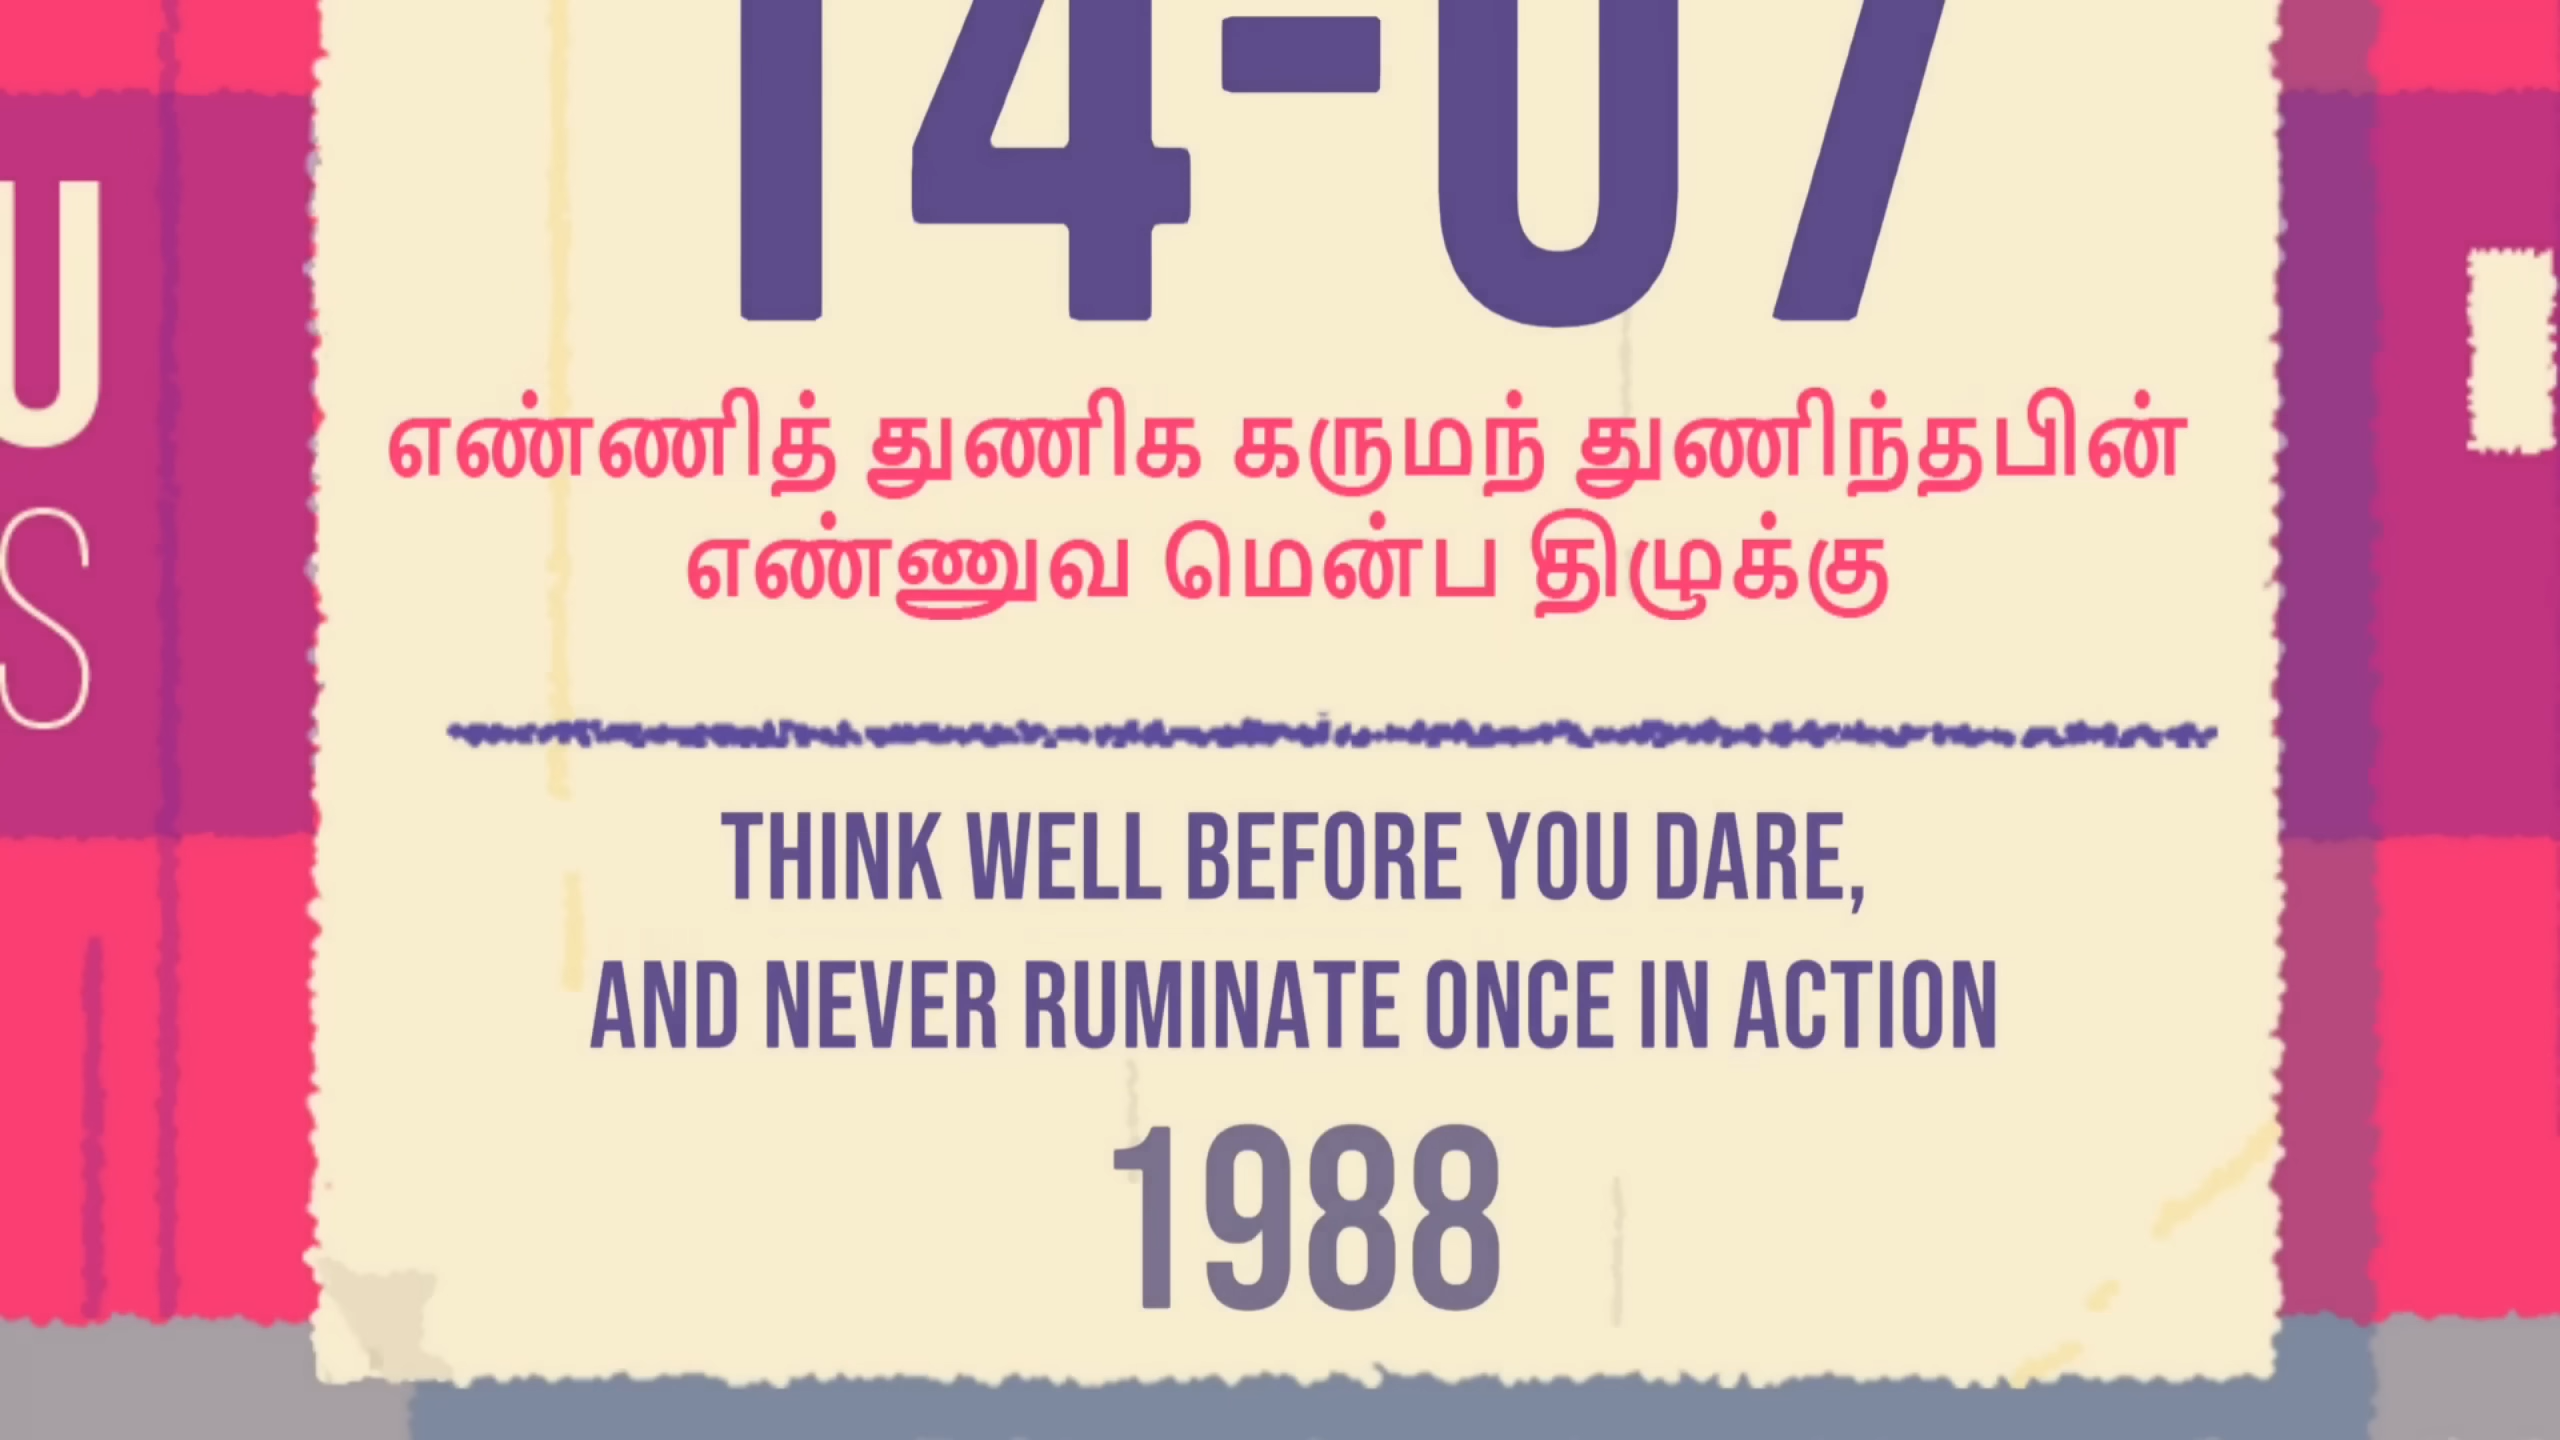 14-07
எண்ணித் துணிக கருமந் துணிந்தபின்
எண்ணுவ மென்ப திழுக்கு
THINK WELL BEFORE YOU DARE,
AND NEVER RUMINATE ONCE IN ACTION
1988